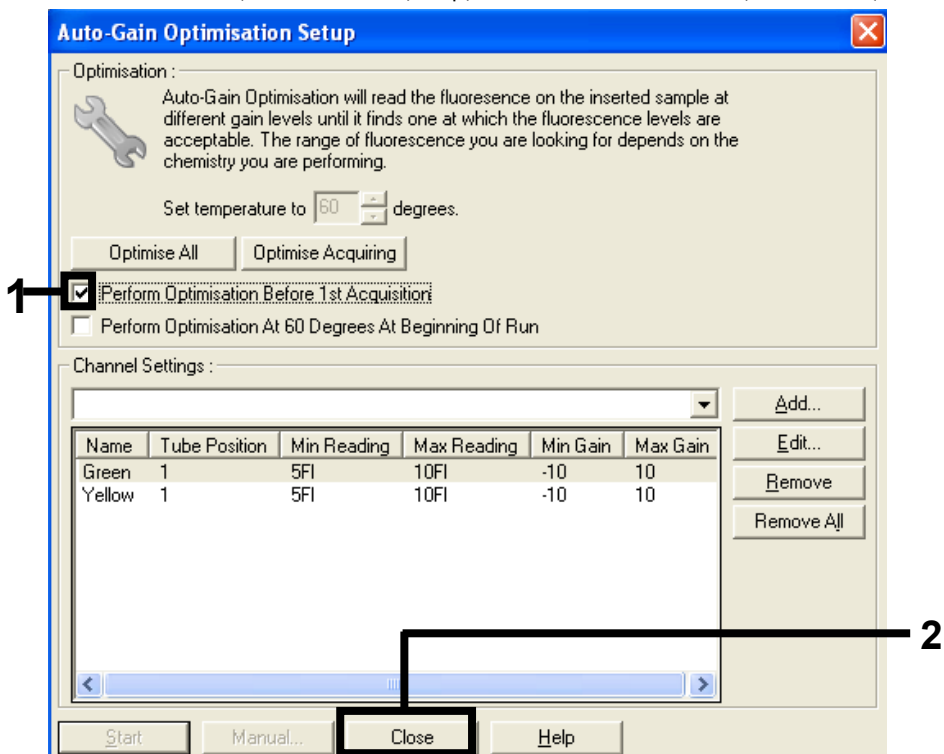 Auto-Gain Optimisation Setup
Optimisation :
Auto-Gain Optimisation will read the fluoresence on the inserted sample at
different gain levels until it finds one at which the fluorescence levels are
acceptable. The range of fluorescence you are looking for depends on the
chemistry you are performing.
Set temperature to 60 degrees.
Optimise All Optimise Acquiring
1 Perform Optimisation Before 1st Acquisition
Perform Optimisation At 60 Degrees At Beginning Of Run
Channel Settings :
Add...
Name Tube Position Min Reading Max Reading Min Gain Max Gain Edit...
Green 1 5Fl 10Fl -10 10
Remove
Yellow 1 5Fl 10Fl -10 10
Remove All
2
Start Manual... Close Help